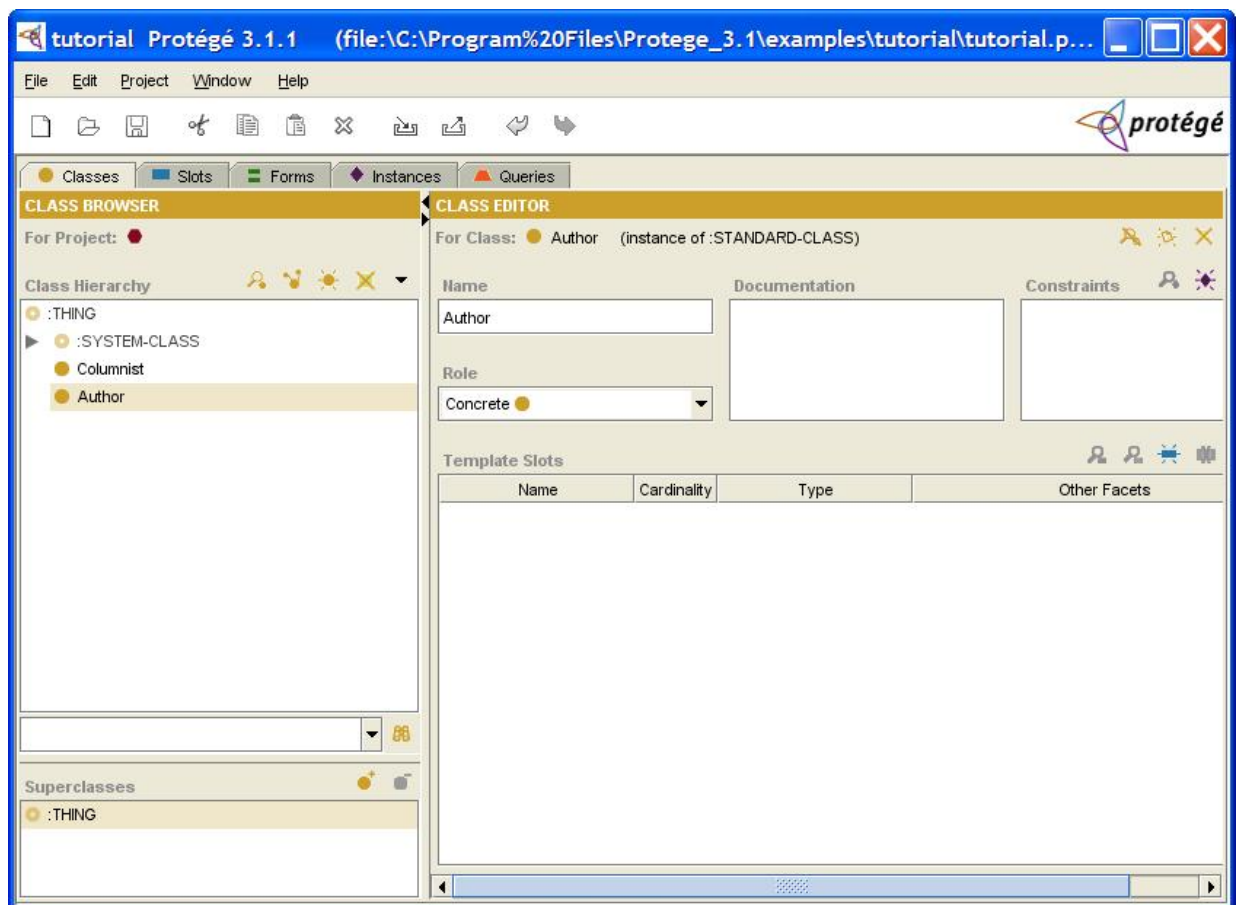 tutorial Protégé 3.1.1 (file:\C:\Program%20Files\Protege_3.1\examples\tutorial\tutorial.p...
File Edit Project Window Help
protégé
Classes Slots Forms Instances Queries
CLASS BROWSER
CLASS EDITOR
For Project:
For Class: Author (instance of :STANDARD-CLASS)
Class Hierarchy
Name Documentation Constraints
:THING
Author
:SYSTEM-CLASS
Columnist
Role
Author
Concrete
Template Slots
Name Cardinality Type Other Facets
Superclasses
:THING